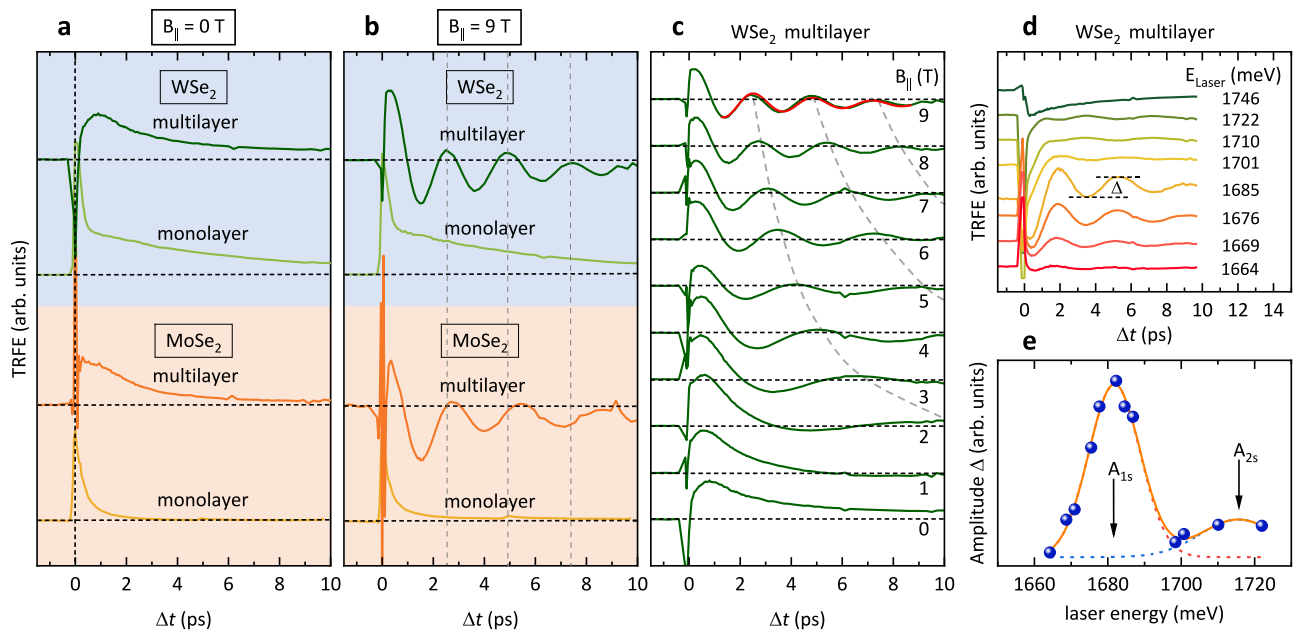 a
B∥ = 0 T
b
B∥ = 9 T
c
WSe2 multilayer
d
WSe2 multilayer
TRFE (arb. units)
WSe2
multilayer
monolayer
MoSe2
multilayer
monolayer
0 2 4 6 8 10
Δt (ps)
WSe2
multilayer
monolayer
MoSe2
multilayer
monolayer
0 2 4 6 8 10
Δt (ps)
B∥ (T)
9
8
7
6
5
4
3
2
1
0
0 2 4 6 8 10
Δt (ps)
TRFE (arb. units)
ELaser (meV)
1746
1722
1710
1701
1685
1676
1669
1664
Δ
0 2 4 6 8 10 12 14
Δt (ps)
e
Amplitude Δ (arb. units)
A1s
A2s
1660 1680 1700 1720
laser energy (meV)